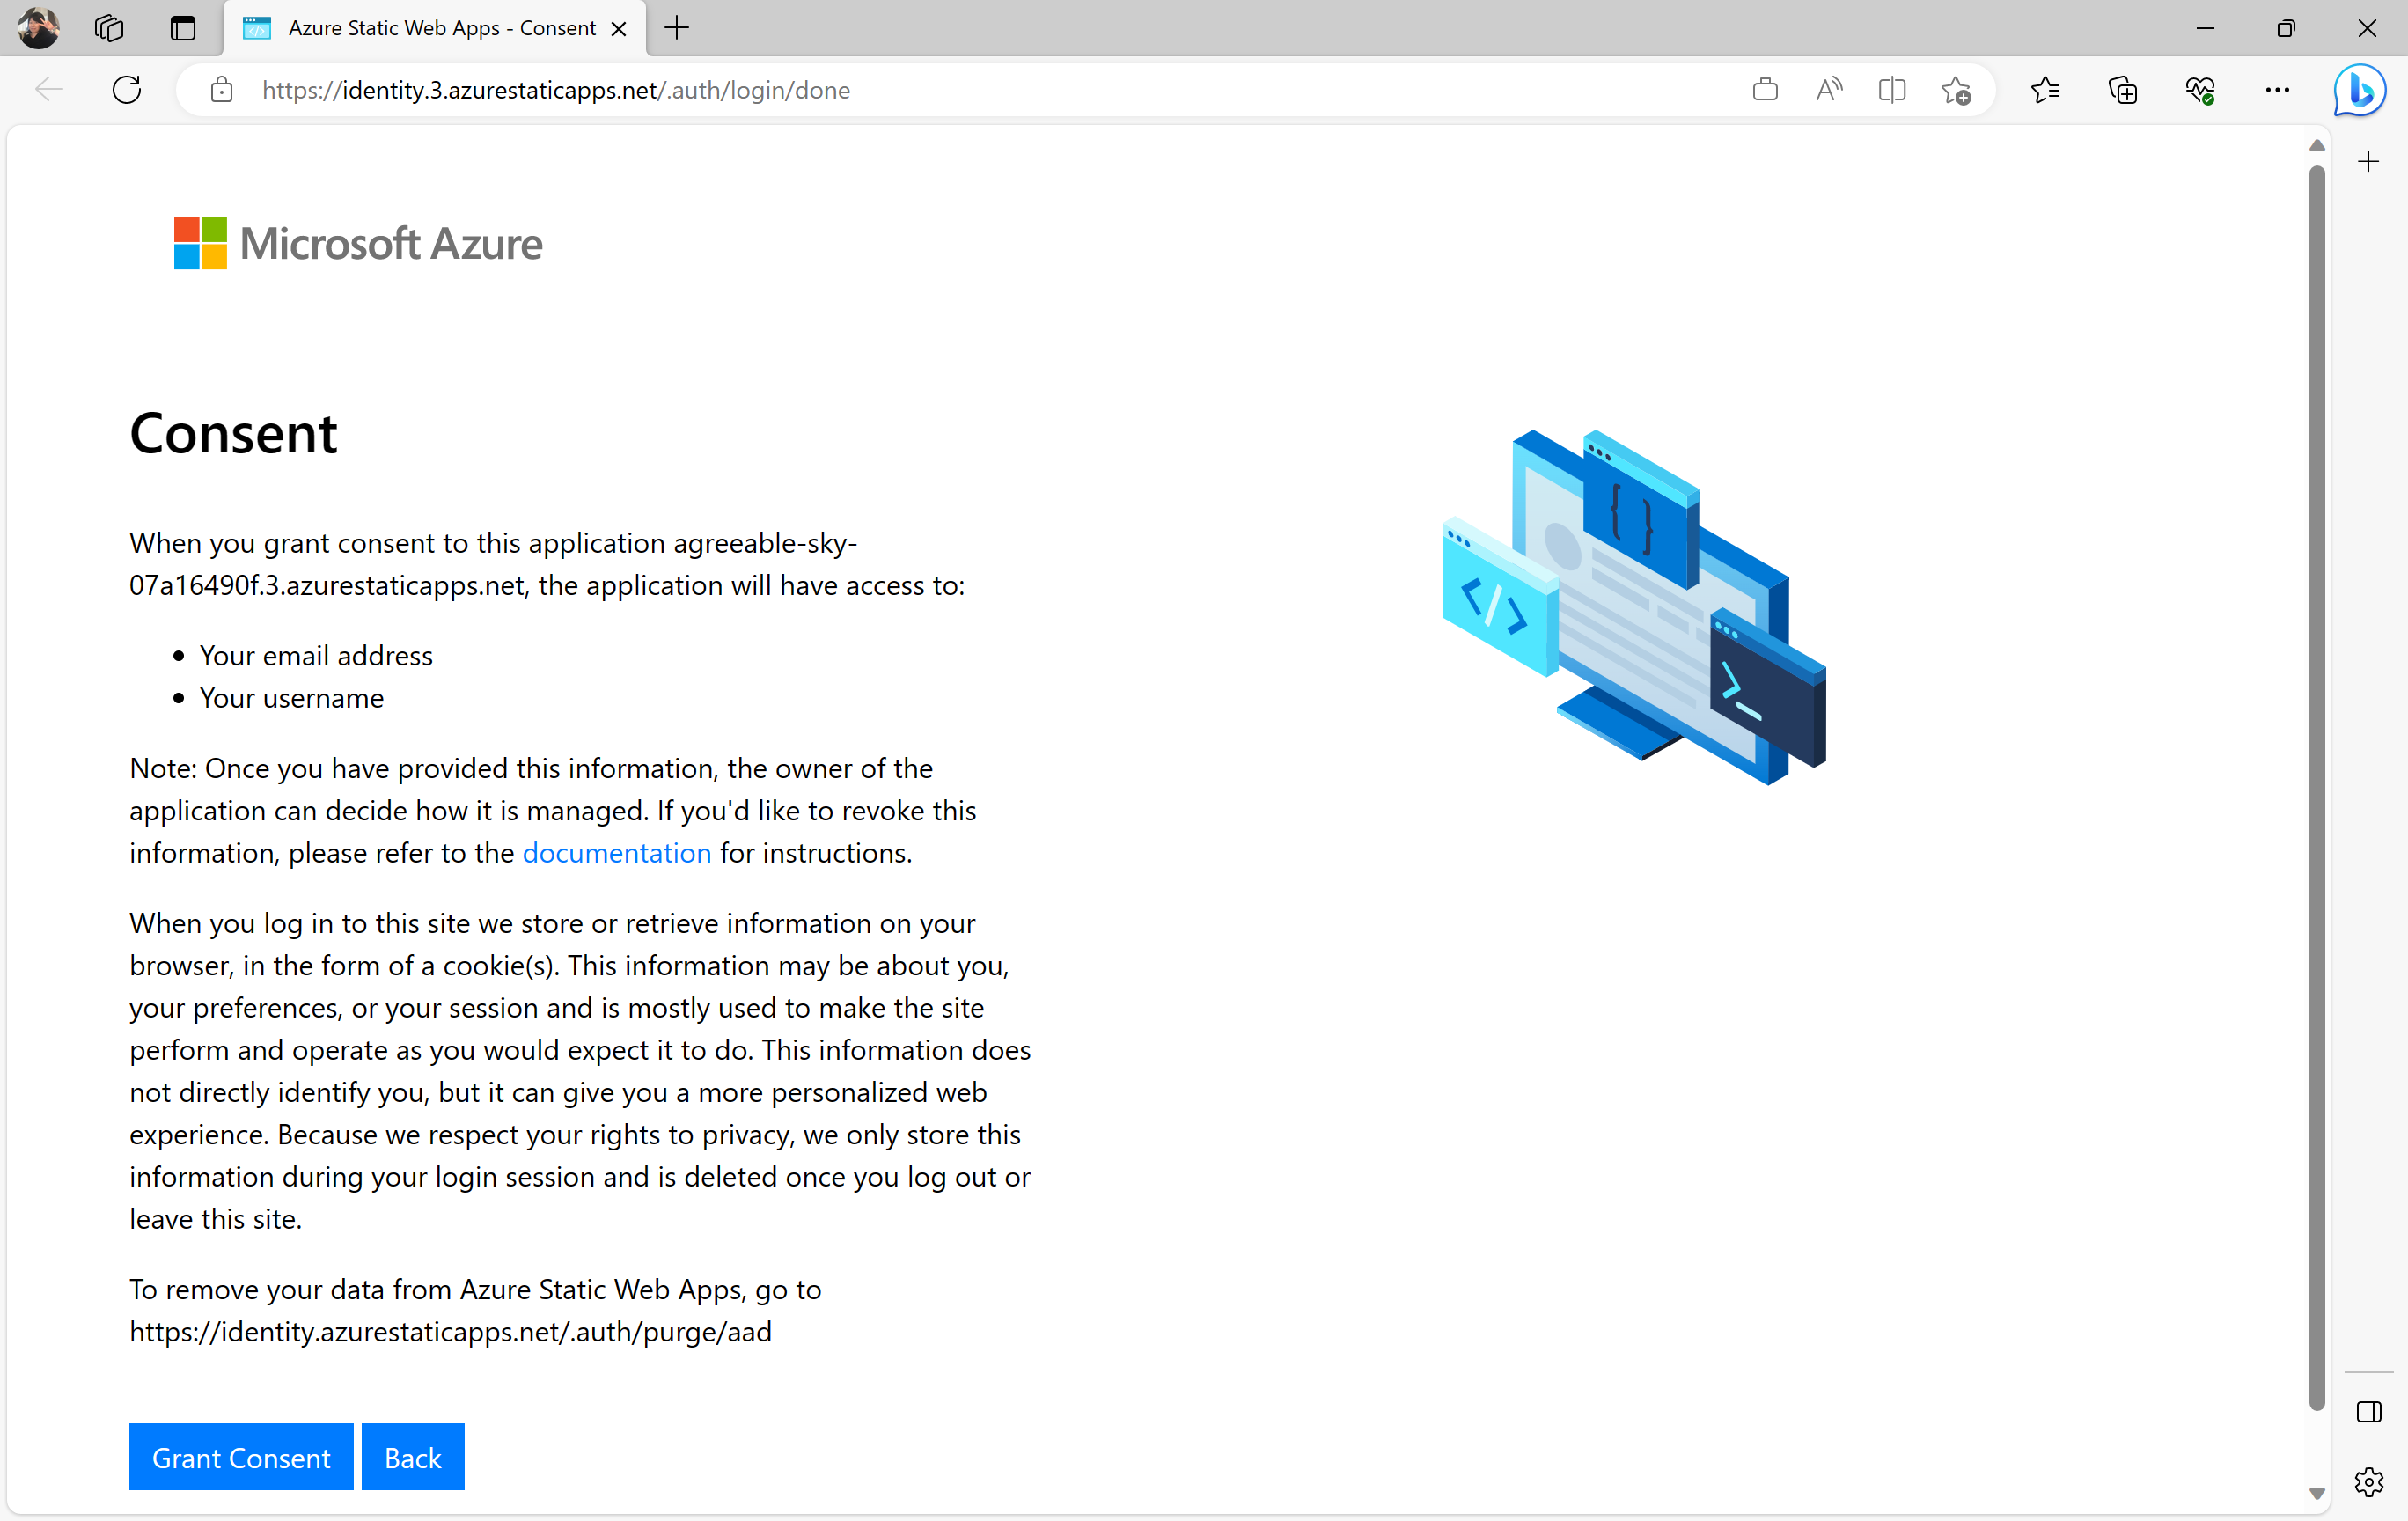 Azure Static Web Apps - Consent
https://identity.3.azurestaticapps.net/.auth/login/done
Microsoft Azure
Consent
When you grant consent to this application agreeable-sky-
07a16490f.3.azurestaticapps.net, the application will have access to:
Your email address
Your username
Note: Once you have provided this information, the owner of the
application can decide how it is managed. If you'd like to revoke this
information, please refer to the documentation for instructions.
When you log in to this site we store or retrieve information on your
browser, in the form of a cookie(s). This information may be about you,
your preferences, or your session and is mostly used to make the site
perform and operate as you would expect it to do. This information does
not directly identify you, but it can give you a more personalized web
experience. Because we respect your rights to privacy, we only store this
information during your login session and is deleted once you log out or
leave this site.
To remove your data from Azure Static Web Apps, go to
https://identity.azurestaticapps.net/.auth/purge/aad
Grant Consent Back